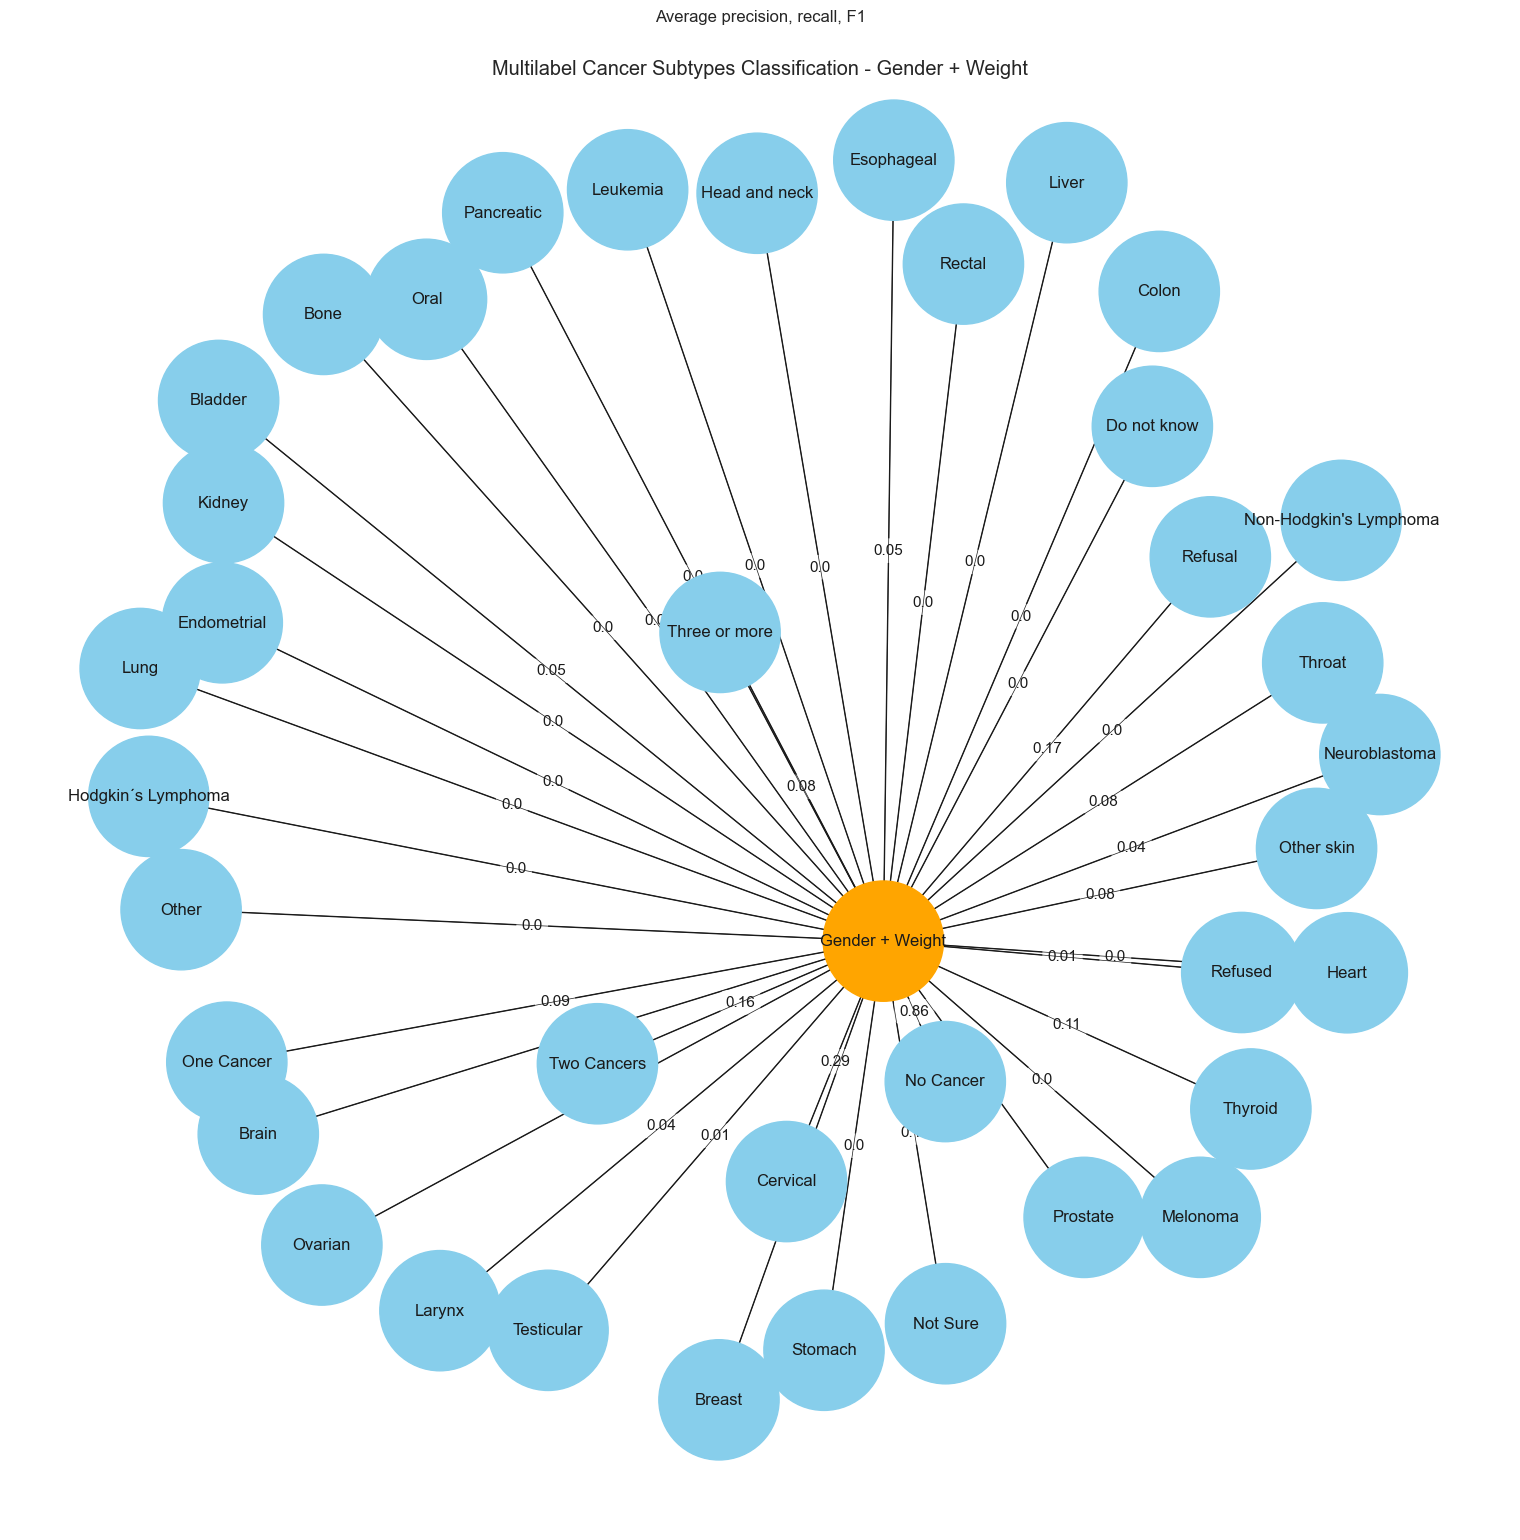 Average precision, recall, F1
Multilabel Cancer Subtypes Classification - Gender + Weight
Esophageal
Liver
Leukemia
Head and neck
Pancreatic
Rectal
Colon
Oral
Bone
Bladder
Do not know
Kidney
Non-Hodgkin's Lymphoma
Refusal
0.05
0.0
0.0
0.0
0.0
0.0
0.0
Endometrial
0.0
Three or more
Throat
Lung
0.05
0.0
0.0
0.0
0.17
Neuroblastoma
0.0
0.08
Hodgkin´s Lymphoma
0.0
0.08
0.04
Other skin
0.0
0.08
Other
0.0
Gender + Weight
0.01
0.0
Refused
Heart
0.09
0.16
0.86
0.11
One Cancer
Two Cancers
0.29
No Cancer
0.0
Thyroid
Brain
0.04
0.01
0.0
Cervical
Prostate
Melonoma
Ovarian
Larynx
Testicular
Not Sure
Stomach
Breast